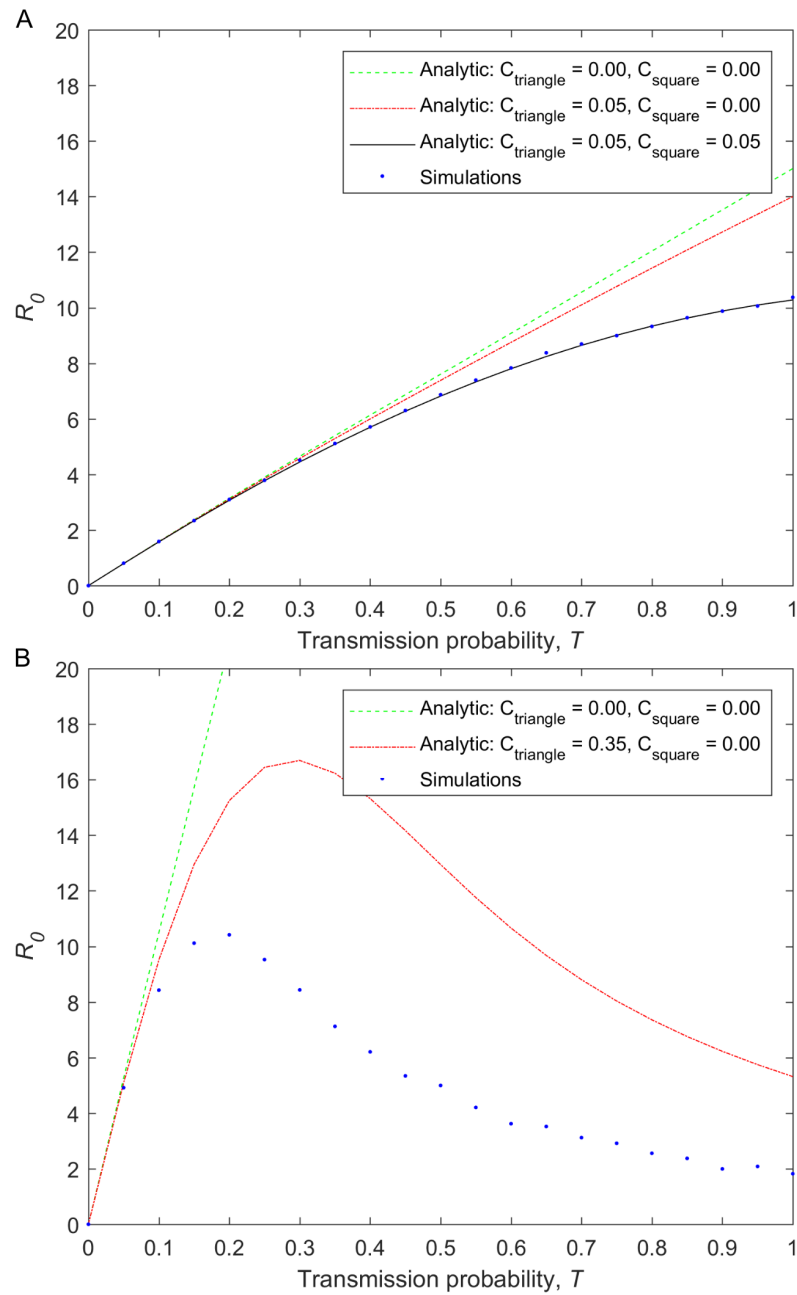 A
20
18
16
14
12
10
8
6
4
2
0
R0
Analytic: Ctriangle = 0.00, Csquare = 0.00
Analytic: Ctriangle = 0.05, Csquare = 0.00
Analytic: Ctriangle = 0.05, Csquare = 0.05
Simulations
0 0.1 0.2 0.3 0.4 0.5 0.6 0.7 0.8 0.9 1
Transmission probability, T
B
20
18
16
14
12
10
8
6
4
2
0
R0
Analytic: Ctriangle = 0.00, Csquare = 0.00
Analytic: Ctriangle = 0.35, Csquare = 0.00
Simulations
0 0.1 0.2 0.3 0.4 0.5 0.6 0.7 0.8 0.9 1
Transmission probability, T